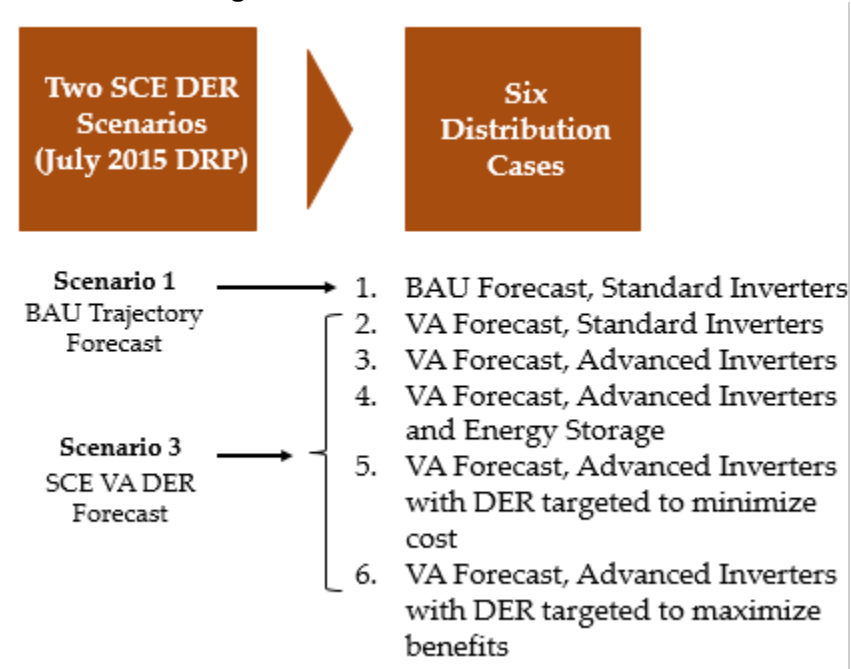 Two SCE DER
Scenarios
(July 2015 DRP)
Six
Distribution
Cases
Scenario 1
BAU Trajectory
Forecast
Scenario 3
SCE VA DER
Forecast
1. BAU Forecast, Standard Inverters
2. VA Forecast, Standard Inverters
3. VA Forecast, Advanced Inverters
4. VA Forecast, Advanced Inverters
and Energy Storage
5. VA Forecast, Advanced Inverters
with DER targeted to minimize
cost
6. VA Forecast, Advanced Inverters
with DER targeted to maximize
benefits